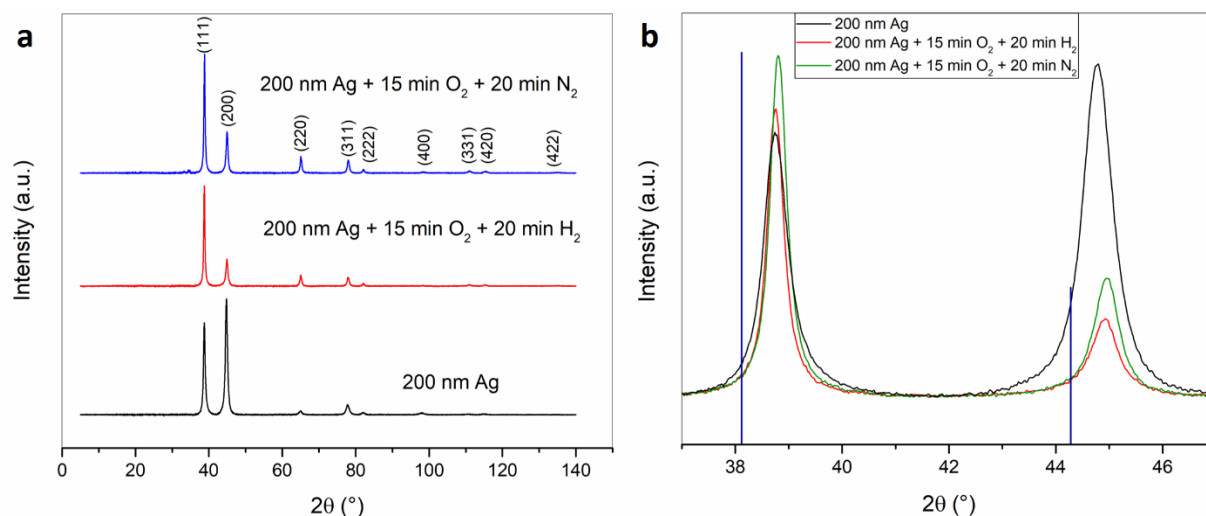 a
(111)
200 nm Ag + 15 min O₂ + 20 min N₂
(200)
(220)
(311)
(222)
(400)
(331)
(420)
(422)
200 nm Ag + 15 min O₂ + 20 min H₂
200 nm Ag
Intensity (a.u.)
0 20 40 60 80 100 120 140
2θ (°)
b
200 nm Ag
200 nm Ag + 15 min O₂ + 20 min H₂
200 nm Ag + 15 min O₂ + 20 min N₂
Intensity (a.u.)
38 40 42 44 46
2θ (°)